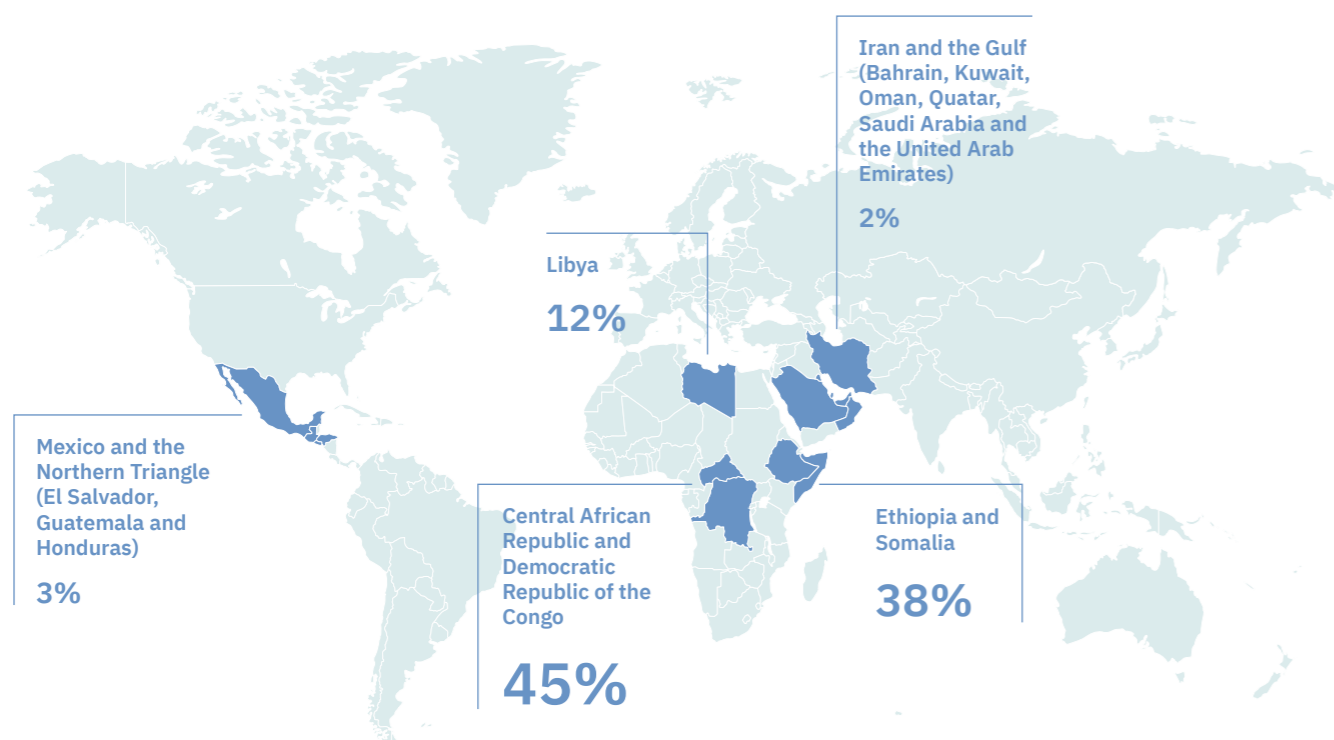 Iran and the Gulf
(Bahrain, Kuwait,
Oman, Quatar,
Saudi Arabia and
the United Arab
Emirates)
2%
Libya
12%
Mexico and the
Northern Triangle
(El Salvador,
Guatemala and
Honduras)
3%
Central African
Republic and
Democratic
Republic of the
Congo
45%
Ethiopia and
Somalia
38%